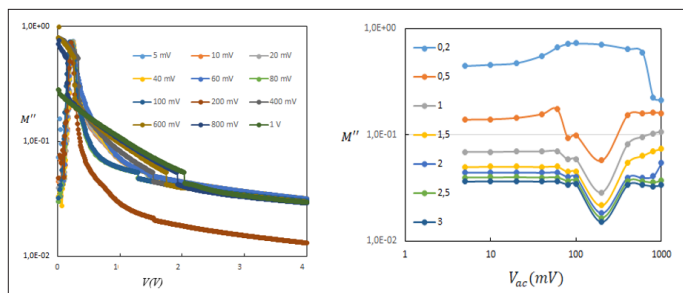 1,0E+00
5 mV
10 mV
20 mV
40 mV
60 mV
80 mV
100 mV
200 mV
400 mV
600 mV
800 mV
1 V
M''
1,0E-01
1,0E-02
0
1
2
3
4
V(V)
1,0E+00
0,2
0,5
1
M''
1,0E-01
1,5
2
2,5
3
1,0E-02
1
10
100
1000
Vac(mV)